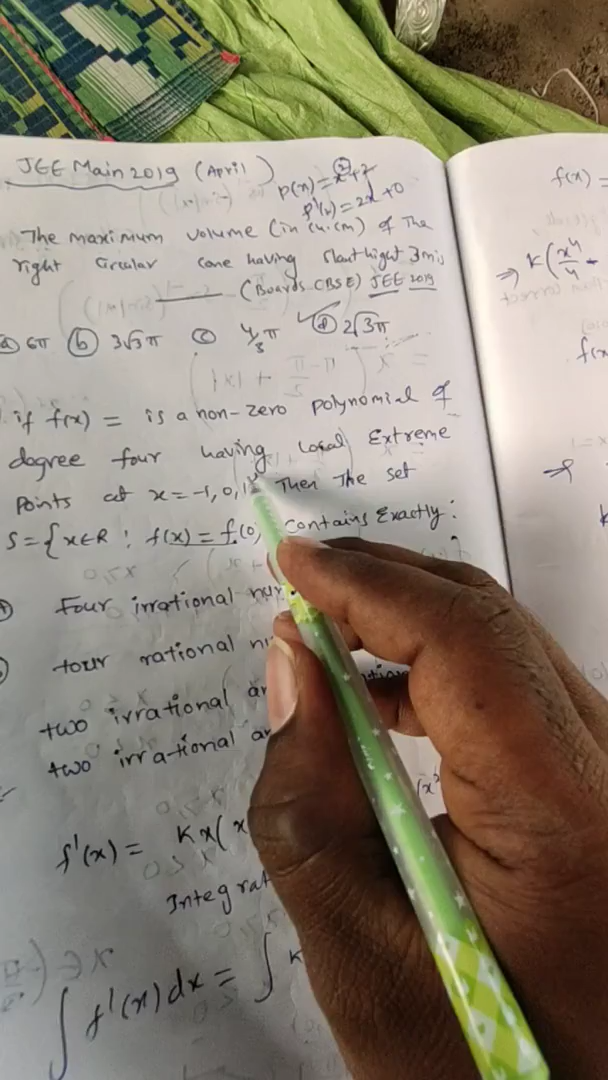 JEE Main 2019 (April)
P(x) = x²+7
P'(x) = 2x+0
The maximum volume (in cu.cm) of the
right circular cone having slant hight 3m is
(Boards CBSE) JEE 2019
a 6π b 3√3π c 4/3 π d 2√3π
if f(x) = is a non-zero polynomial of
degree four having local Extreme
Points at x = -1, 0, 1 Then The set
S = {x∈R : f(x) = f(0) contains Exactly :
Four irrational
four rational
two irrational
two irrational
f'(x) = Kx(x
Integrat
∫ f'(x) dx = ∫ K
f(x) =
⇒ K(x⁴/4 -